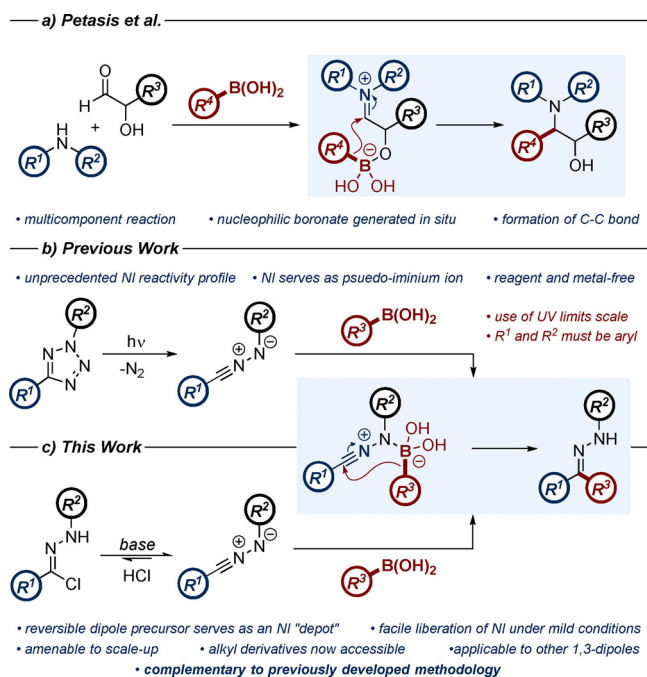 a) Petasis et al.
O
H
R³
OH
+
H
N
R¹
R²
R⁴
B(OH)₂
R¹
R²
N
+
R³
R⁴
O
B
−
HO
OH
R¹
R²
N
R³
R⁴
OH
• multicomponent reaction • nucleophilic boronate generated in situ • formation of C-C bond
b) Previous Work
• unprecedented NI reactivity profile • NI serves as psuedo-iminium ion • reagent and metal-free
• use of UV limits scale
• R¹ and R² must be aryl
R²
N N
N N
R¹
hν
-N₂
R²
+ −
N N
R¹
R³
B(OH)₂
R²
+
N N
OH
OH
B
−
R¹
R³
R²
NH
N
R¹
R³
c) This Work
R²
N NH
R¹
Cl
base
HCl
R²
+ −
N N
R¹
R³
B(OH)₂
• reversible dipole precursor serves as an NI "depot" • facile liberation of NI under mild conditions
• amenable to scale-up • alkyl derivatives now accessible •applicable to other 1,3-dipoles
• complementary to previously developed methodology